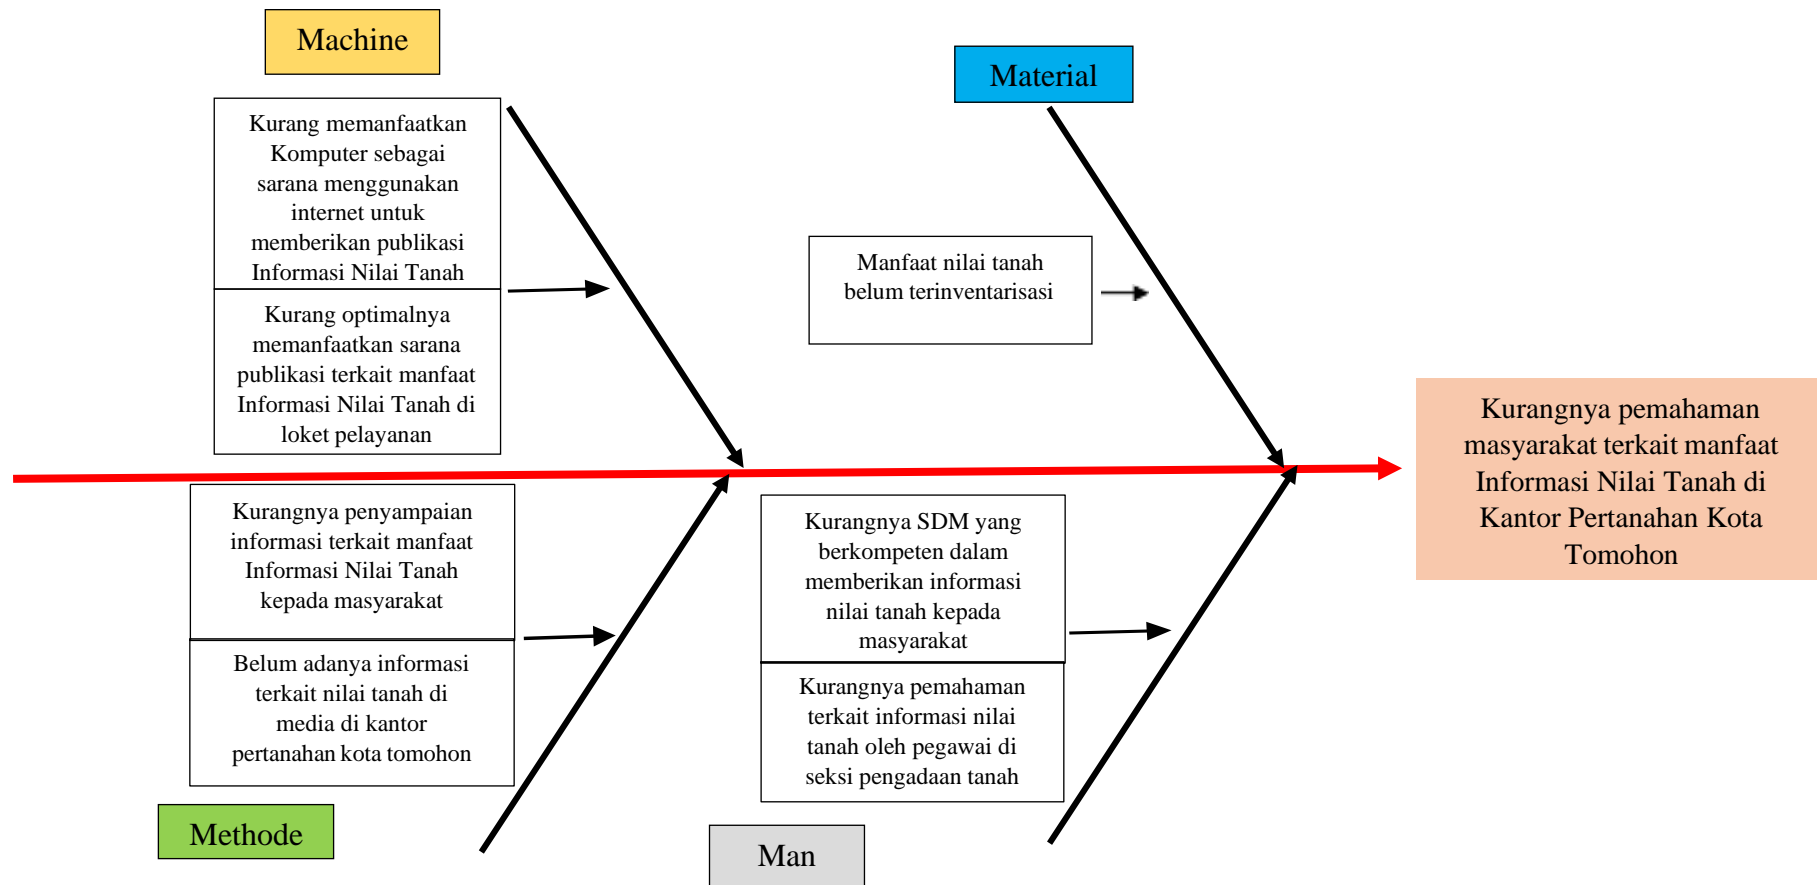 Machine
Kurang memanfaatkan
Komputer sebagai
sarana menggunakan
internet untuk
memberikan publikasi
Informasi Nilai Tanah
Kurang optimalnya
memanfaatkan sarana
publikasi terkait manfaat
Informasi Nilai Tanah di
loket pelayanan
Material
Manfaat nilai tanah
belum terinventarisasi
Kurangnya penyampaian
informasi terkait manfaat
Informasi Nilai Tanah
kepada masyarakat
Belum adanya informasi
terkait nilai tanah di
media di kantor
pertanahan kota tomohon
Methode
Kurangnya SDM yang
berkompeten dalam
memberikan informasi
nilai tanah kepada
masyarakat
Kurangnya pemahaman
terkait informasi nilai
tanah oleh pegawai di
seksi pengadaan tanah
Man
Kurangnya pemahaman
masyarakat terkait manfaat
Informasi Nilai Tanah di
Kantor Pertanahan Kota
Tomohon